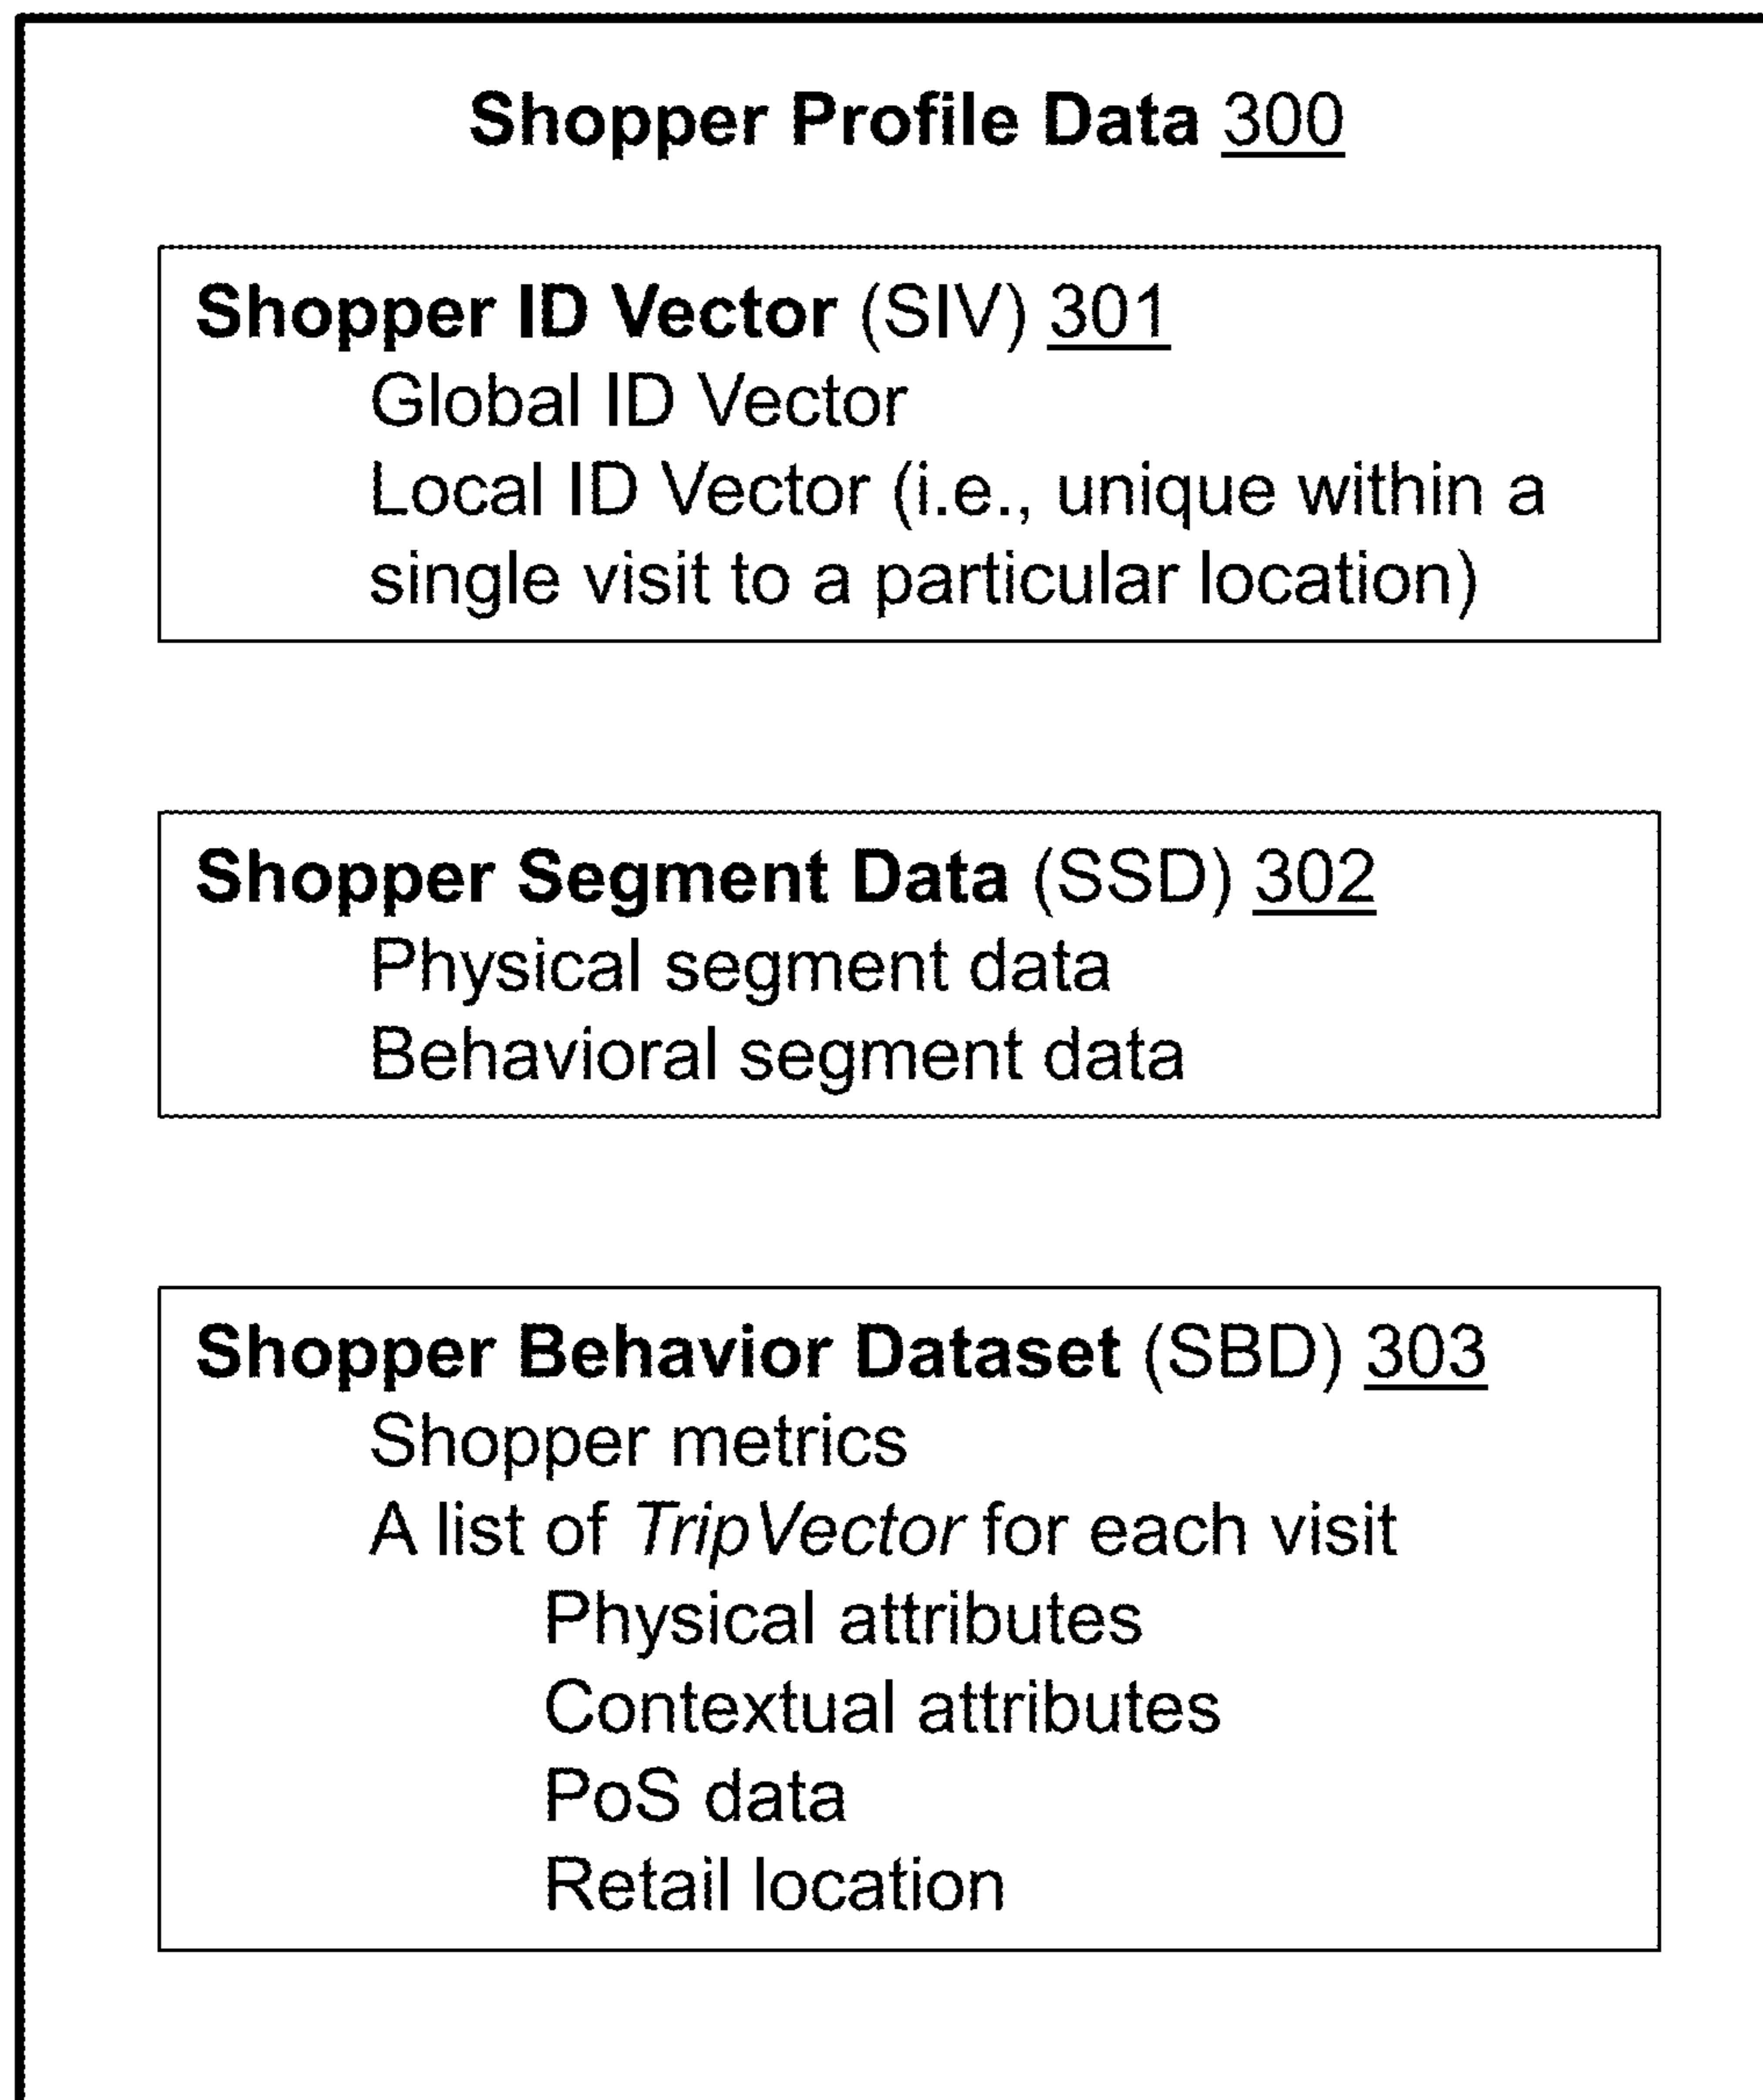 Shopper Profile Data 300
Shopper ID Vector (SIV) 301
Global ID Vector
Local ID Vector (i.e., unique within a
single visit to a particular location)
Shopper Segment Data (SSD) 302
Physical segment data
Behavioral segment data
Shopper Behavior Dataset (SBD) 303
Shopper metrics
A list of TripVector for each visit
Physical attributes
Contextual attributes
PoS data
Retail location